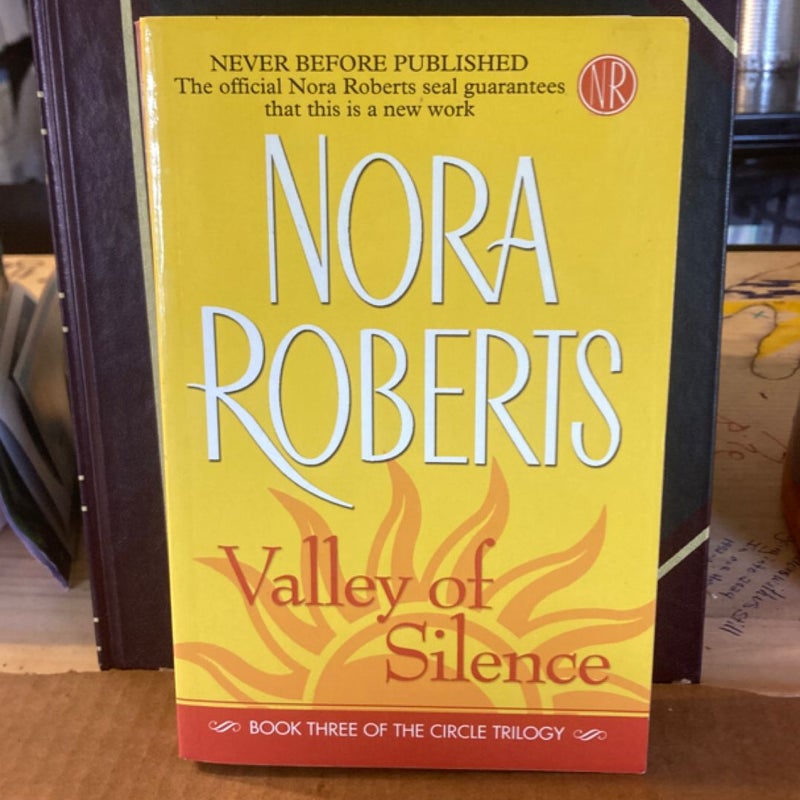 NEVER BEFORE PUBLISHED
The official Nora Roberts seal guarantees
that this is a new work
NR
NORA
ROBERTS
Valley of
Silence
BOOK THREE OF THE CIRCLE TRILOGY